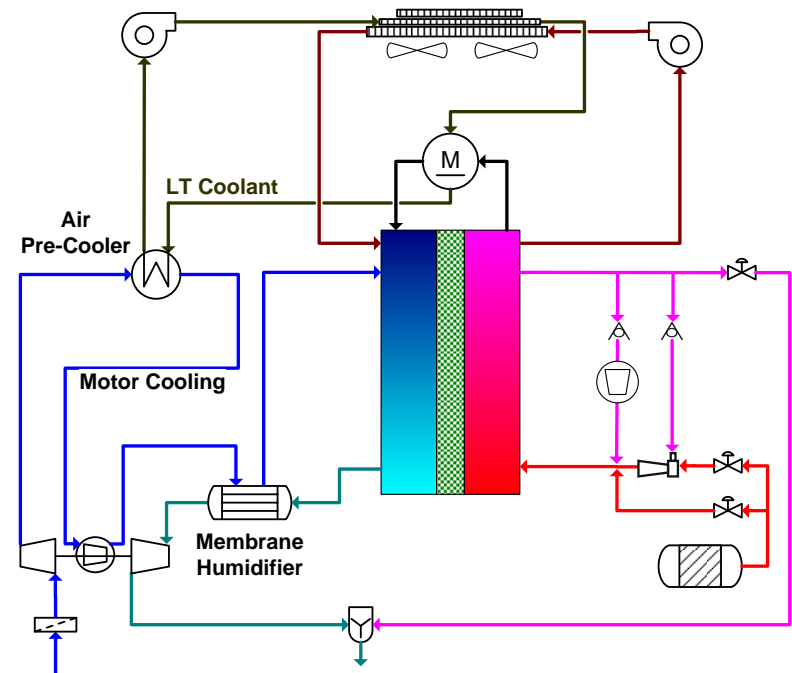 M
LT Coolant
Air
Pre-Cooler
Motor Cooling
Membrane
Humidifier